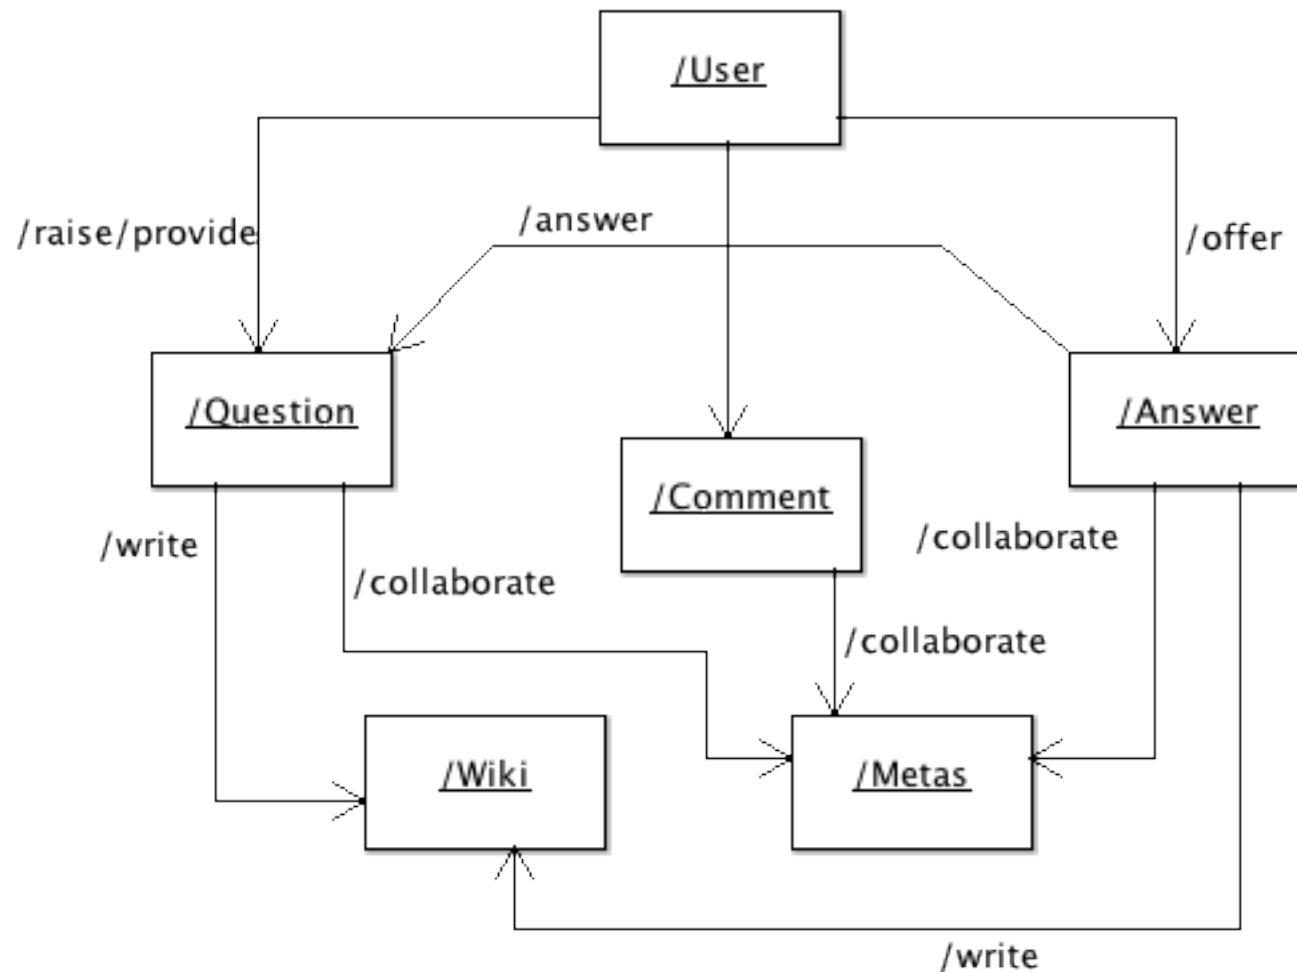 /User
/answer
/raise/provide
/offer
/Question
/Answer
/Comment
/write
/collaborate
/collaborate
/collaborate
/Wiki
/Metas
/write